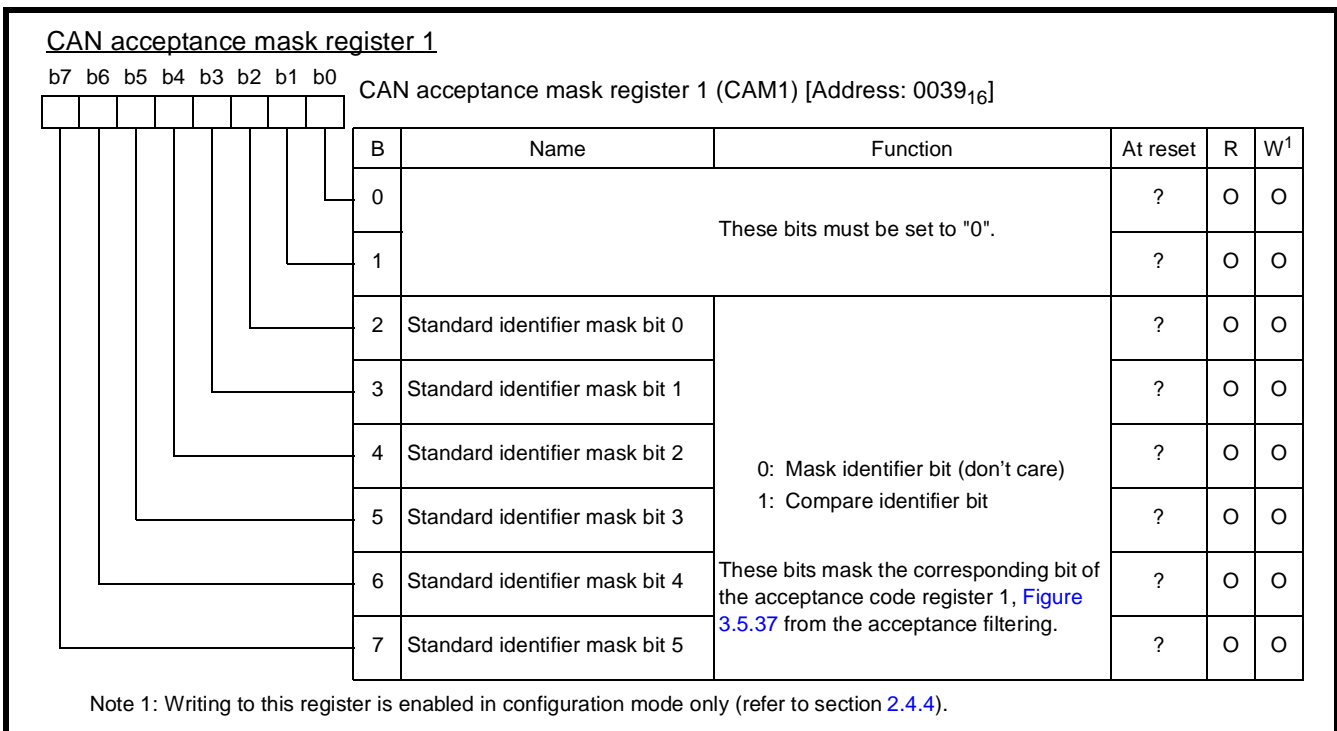 CAN acceptance mask register 1
b7 b6 b5 b4 b3 b2 b1 b0
CAN acceptance mask register 1 (CAM1) [Address: 0039₁₆]
B Name Function At reset R W¹
0 ? O O
These bits must be set to "0".
1 ? O O
2 Standard identifier mask bit 0 ? O O
3 Standard identifier mask bit 1 ? O O
4 Standard identifier mask bit 2 ? O O
0: Mask identifier bit (don't care)
1: Compare identifier bit
5 Standard identifier mask bit 3 ? O O
6 Standard identifier mask bit 4 ? O O
These bits mask the corresponding bit of
the acceptance code register 1, Figure
3.5.37 from the acceptance filtering.
7 Standard identifier mask bit 5 ? O O
Note 1: Writing to this register is enabled in configuration mode only (refer to section 2.4.4).